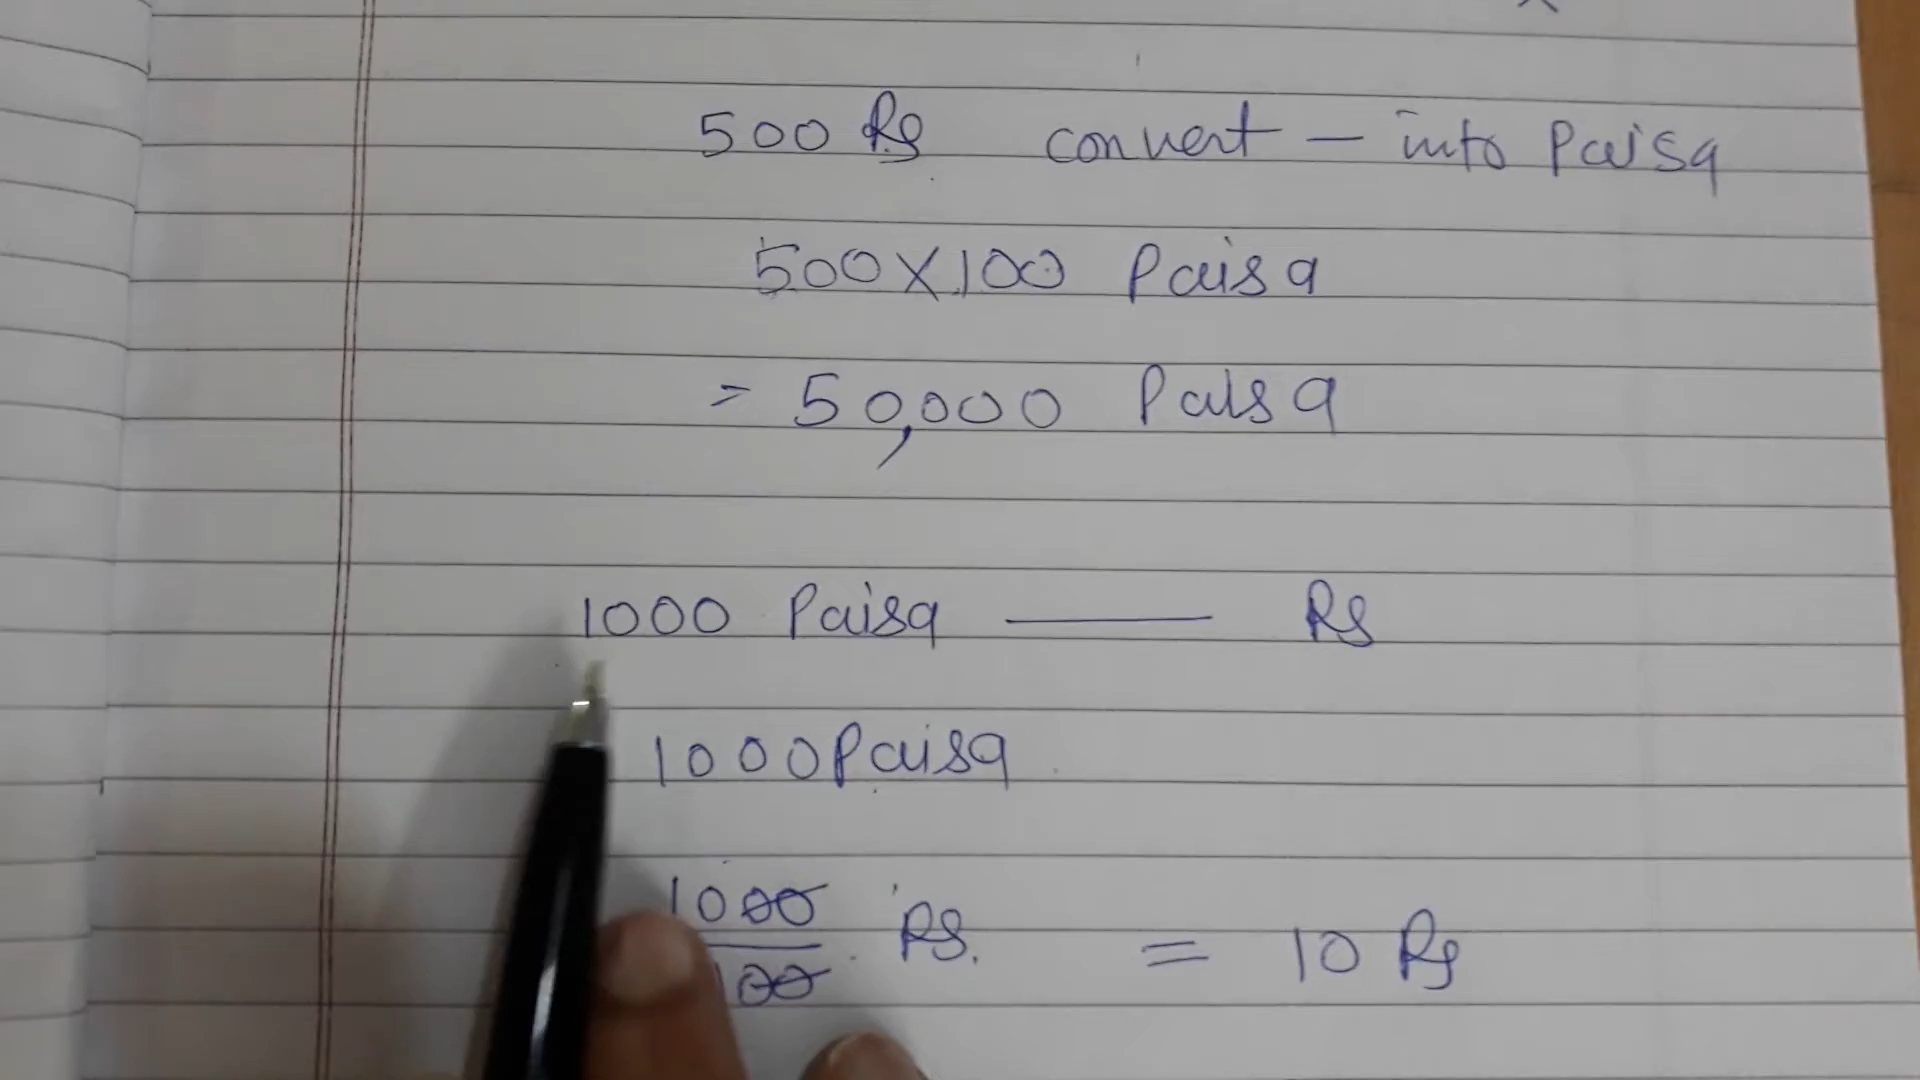 500 Rs convert - into Paisa
500 X 100 Paisa
= 50,000 Paisa
1000 Paisa —— Rs
1000 Paisa
1000
100 Rs. = 10 Rs